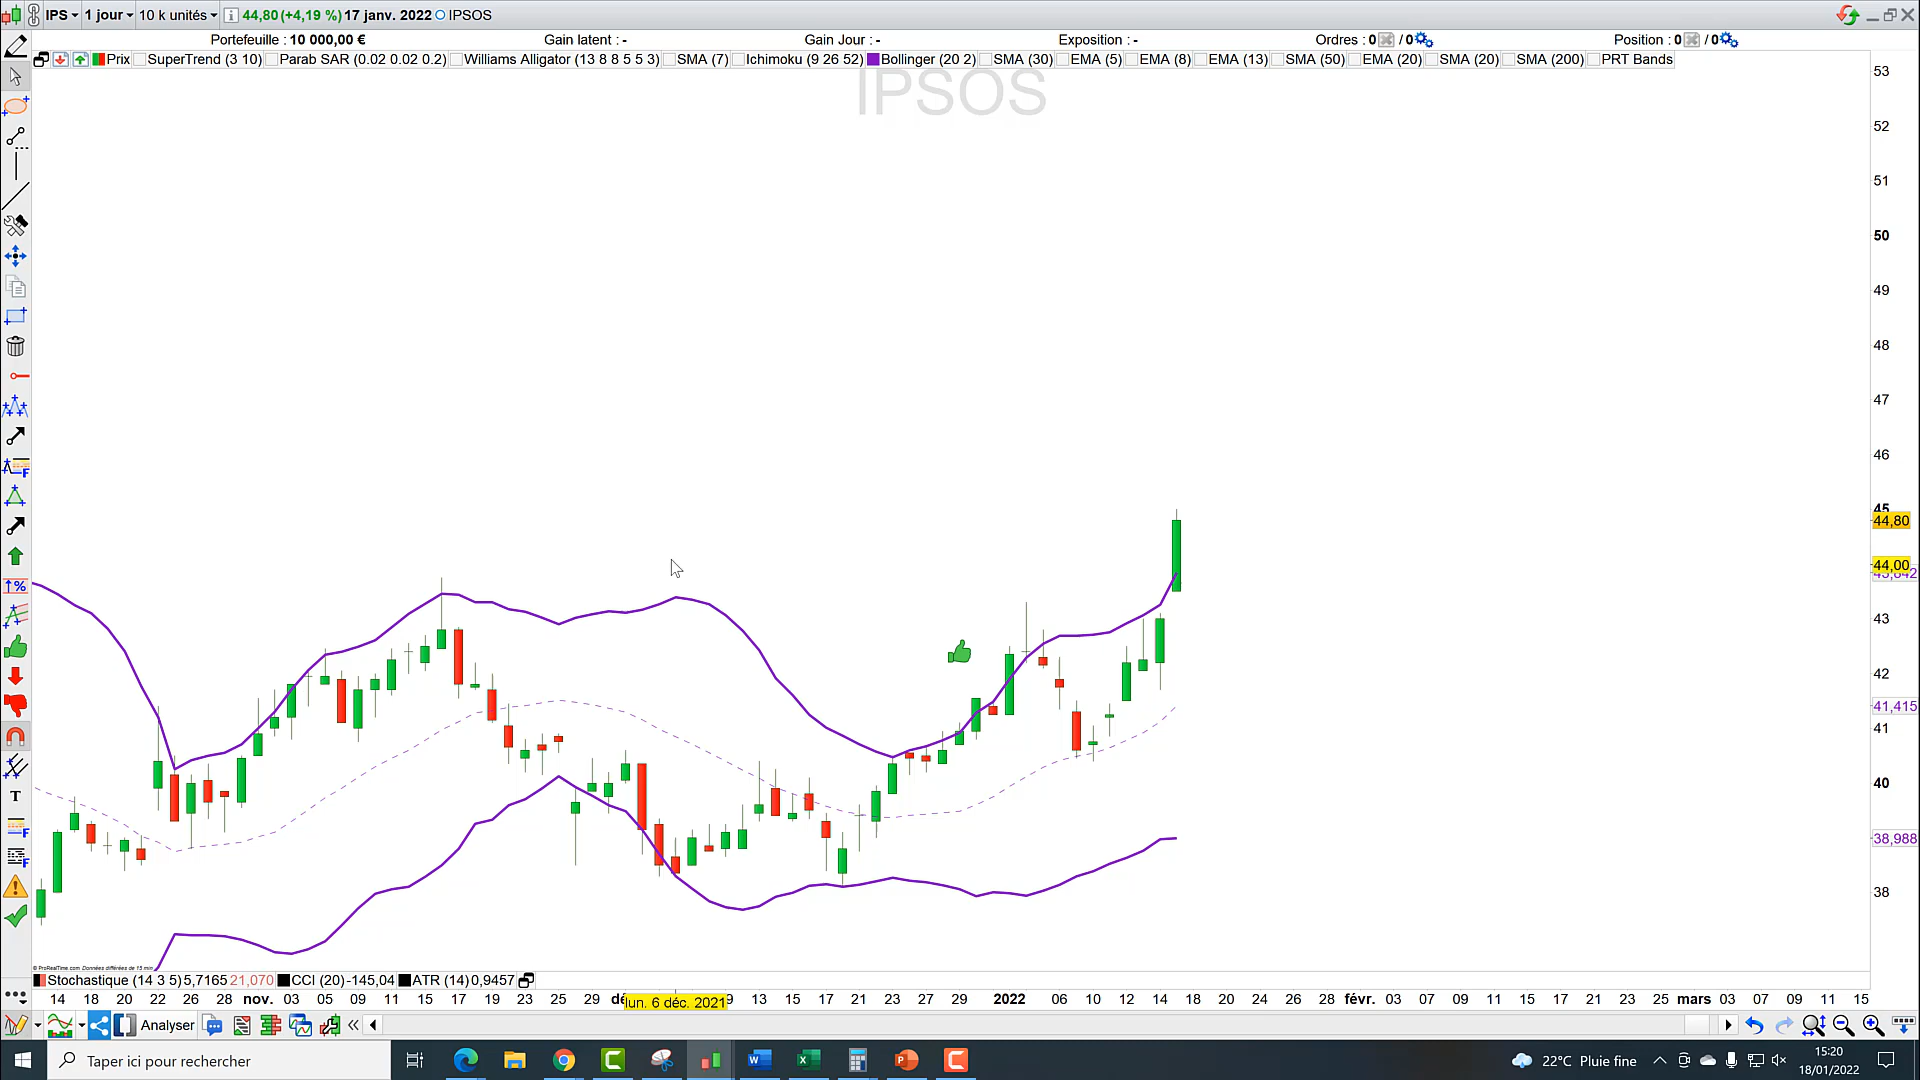 IPS 1 jour 10 k unités 44,80 (+4,19 %) 17 janv. 2022 IPSOS
Portefeuille : 10 000,00 € Gain latent : - Gain Jour : - Exposition : - Ordres : 0 / 0 Position : 0 / 0
Prix SuperTrend (3 10) Parab SAR (0.02 0.02 0.2) Williams Alligator (13 8 8 5 5 3) SMA (7) Ichimoku (9 26 52) Bollinger (20 2) SMA (30) EMA (5) EMA (8) EMA (13) SMA (50) EMA (20) SMA (20) SMA (200) PRT Bands
IPSOS
53
52
51
50
49
48
47
46
45
44,80
44,00
43
42
41,415
41
40
38,988
38
T
© ProRealTime.com Données différées de 15 min
Stochastique (14 3 5) 5,7165 21,070 CCI (20) -145,04 ATR (14) 0,9457
14 18 20 22 26 28 nov. 03 05 09 11 15 17 19 23 25 29 lun. 6 déc. 2021 9 13 15 17 21 23 27 29 2022 06 10 12 14 18 20 24 26 28 févr. 03 07 09 11 15 17 21 23 25 mars 03 07 09 11 15
Analyser
Taper ici pour rechercher 22°C Pluie fine 15:20
18/01/2022